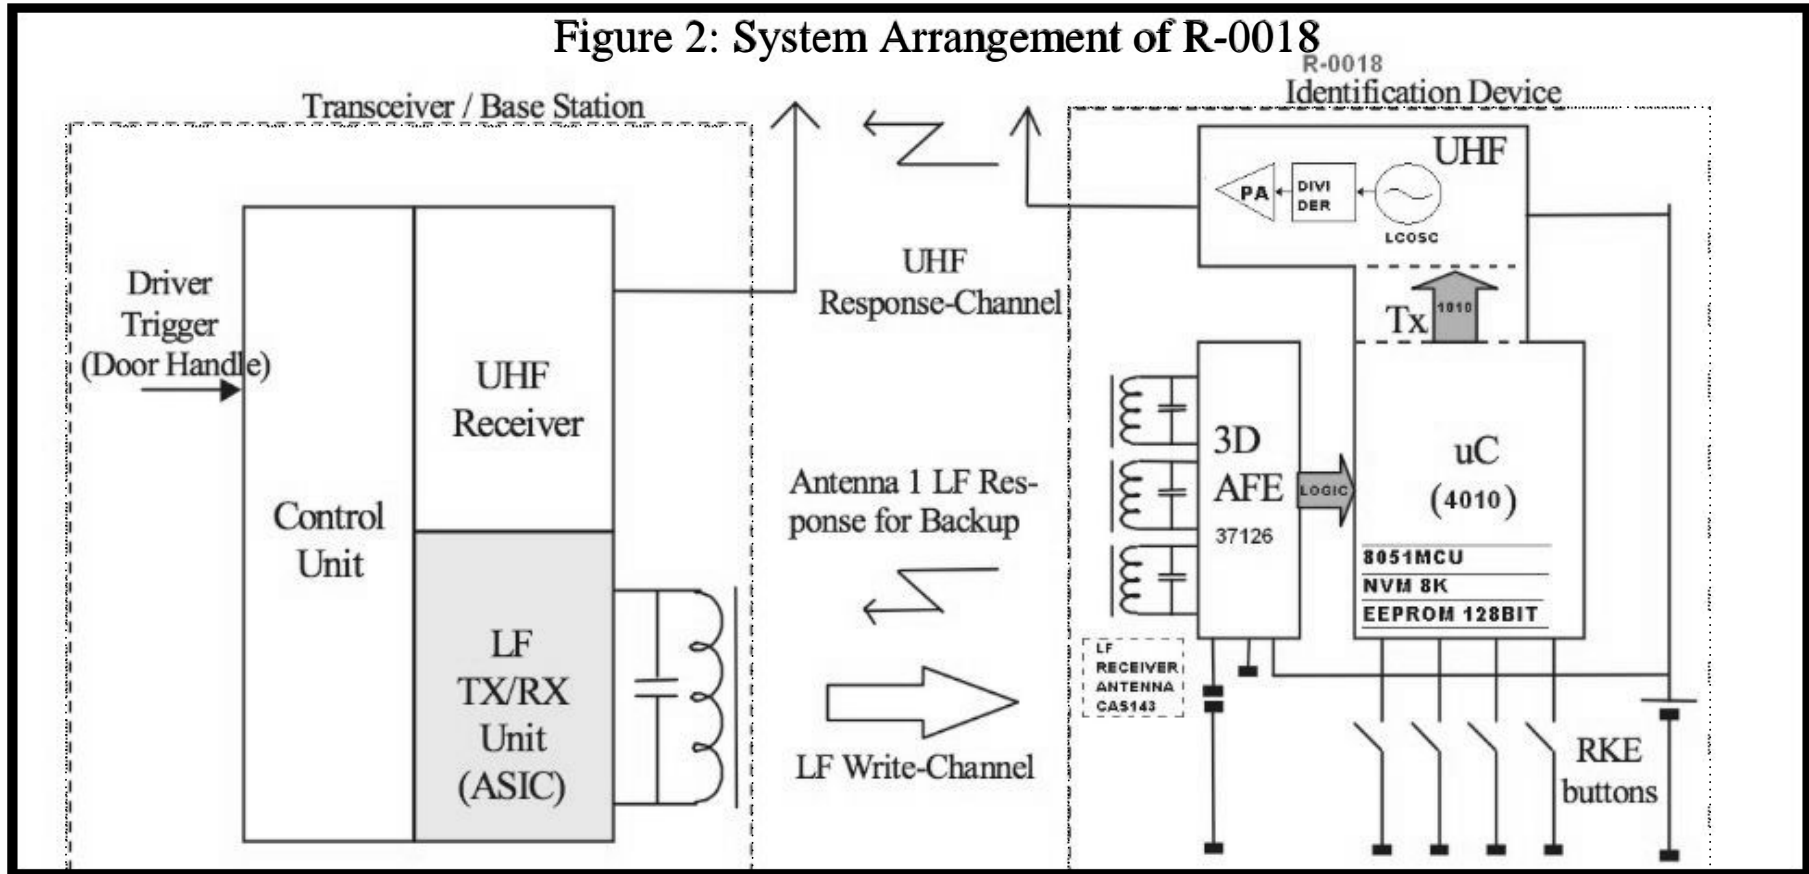 Figure 2: System Arrangement of R-0018
R-0018
Transceiver / Base Station
Identification Device
Driver
Trigger
(Door Handle)
Control
Unit
UHF
Receiver
LF
TX/RX
Unit
(ASIC)
UHF
Response-Channel
Antenna 1 LF Res-
ponse for Backup
LF Write-Channel
UHF
PA
DIVI
DER
LCOSC
Tx
1010
3D
AFE
37126
LOGIC
uC
(4010)
8051MCU
NVM 8K
EEPROM 128BIT
LF
RECEIVER
ANTENNA
CAS143
RKE
buttons